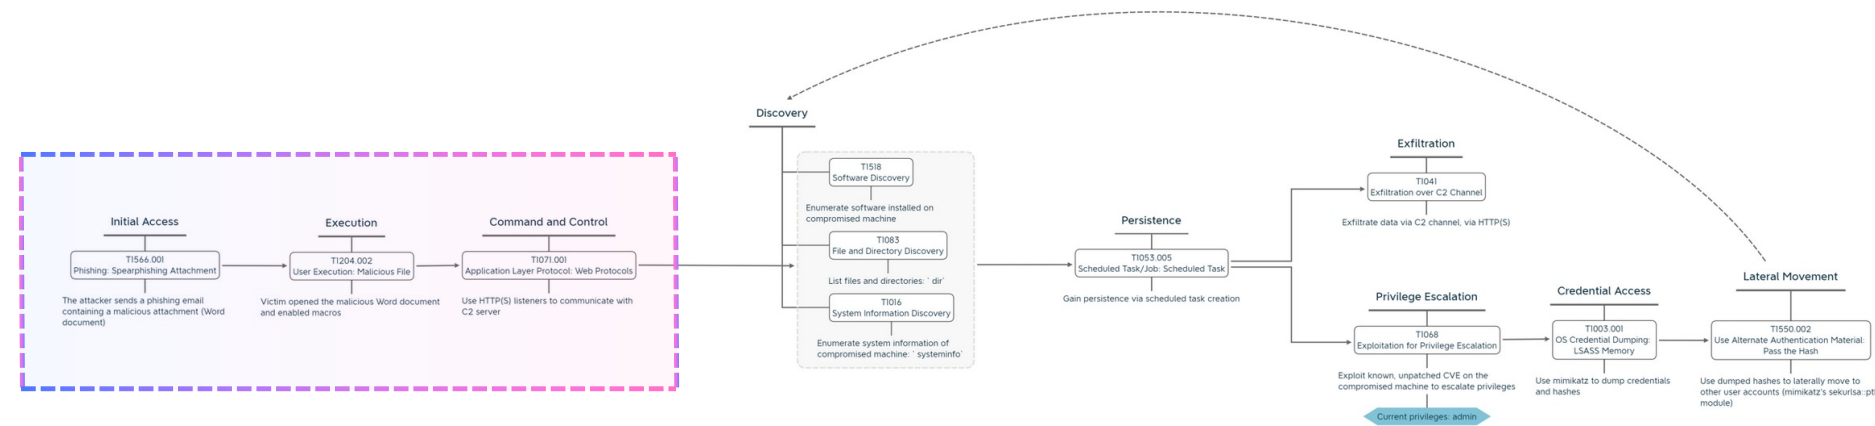 Initial Access
T1566.001
Phishing: Spearphishing Attachment
The attacker sends a phishing email
containing a malicious attachment (Word
document)
Execution
T1204.002
User Execution: Malicious File
Victim opened the malicious Word document
and enabled macros
Command and Control
T1071.001
Application Layer Protocol: Web Protocols
Use HTTP(S) listeners to communicate with
C2 server
Discovery
T1518
Software Discovery
Enumerate software installed on
compromised machine
T1083
File and Directory Discovery
List files and directories: ` dir`
T1016
System Information Discovery
Enumerate system information of
compromised machine: ` systeminfo`
Persistence
T1053.005
Scheduled Task/Job: Scheduled Task
Gain persistence via scheduled task creation
Exfiltration
T1041
Exfiltration over C2 Channel
Exfiltrate data via C2 channel, via HTTP(S)
Privilege Escalation
T1068
Exploitation for Privilege Escalation
Exploit known, unpatched CVE on the
compromised machine to escalate privileges
Current privileges: admin
Credential Access
T1003.001
OS Credential Dumping:
LSASS Memory
Use mimikatz to dump credentials
and hashes
Lateral Movement
T1550.002
Use Alternate Authentication Material:
Pass the Hash
Use dumped hashes to laterally move to
other user accounts (mimikatz's sekurlsa::pt
module)